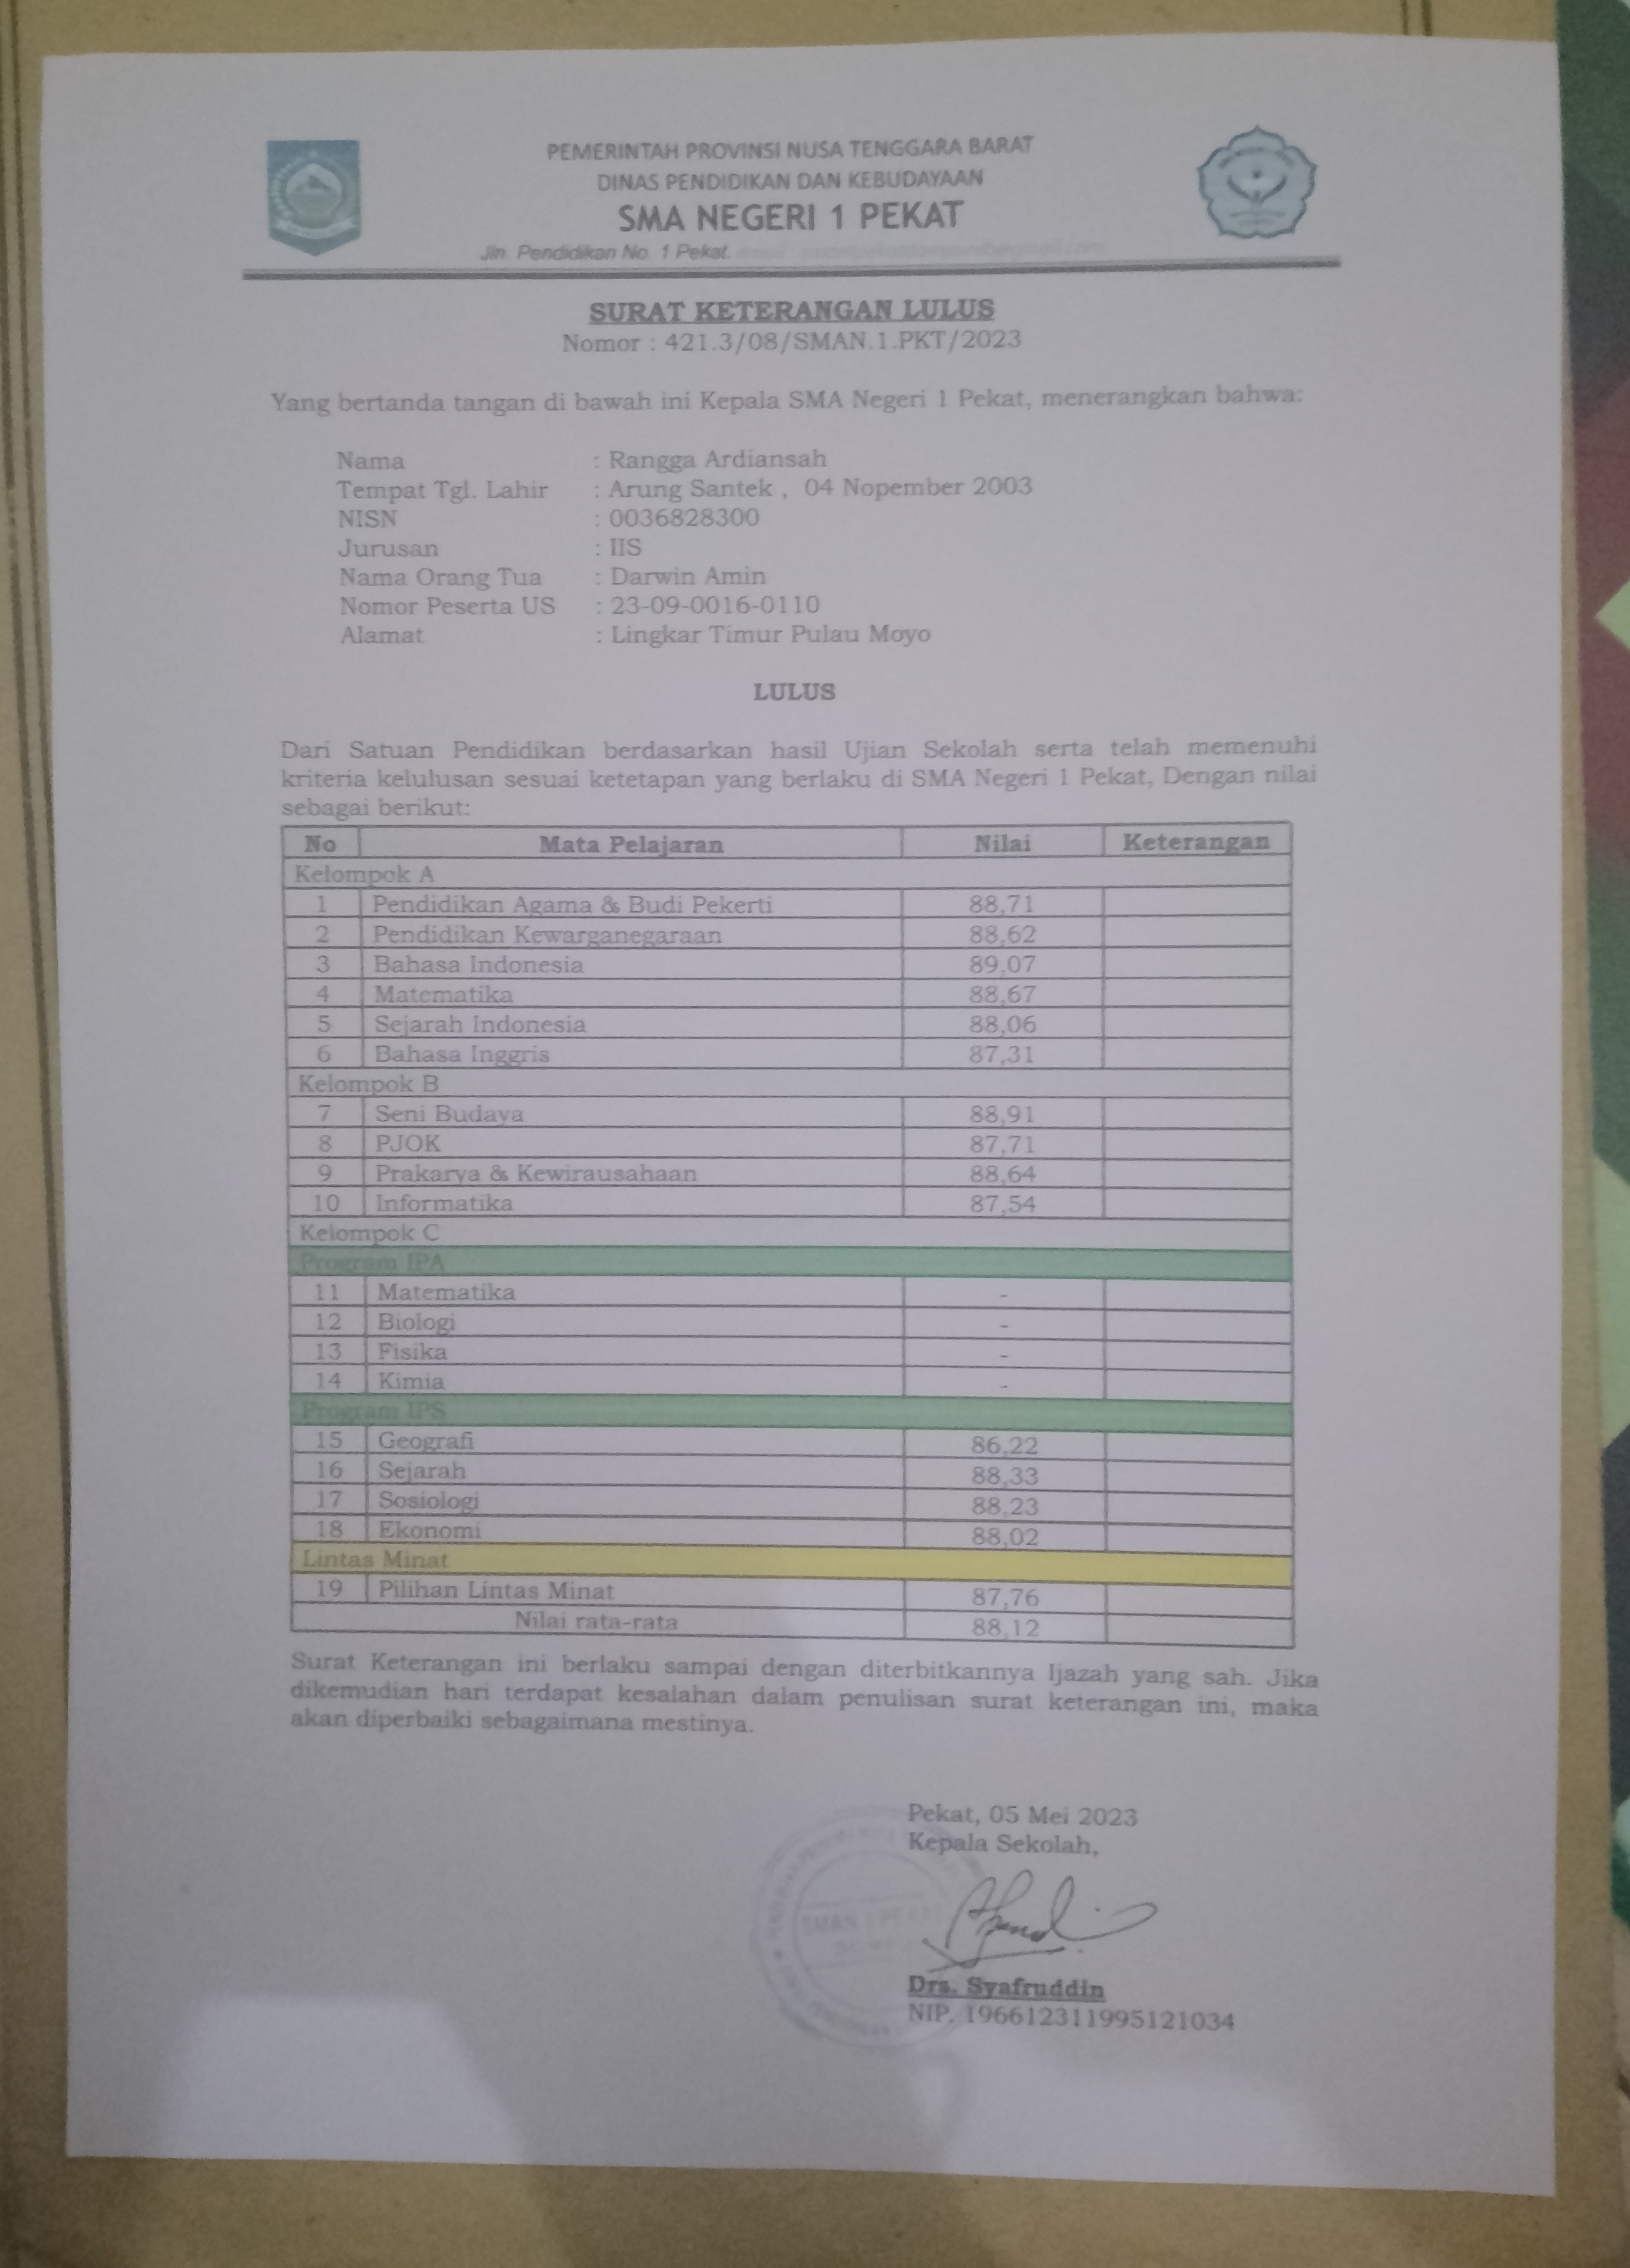 PEMERINTAH PROVINSI NUSA TENGGARA BARAT
DINAS PENDIDIKAN DAN KEBUDAYAAN
SMA NEGERI 1 PEKAT
Jln. Pendidikan No. 1 Pekat.
SURAT KETERANGAN LULUS
Nomor : 421.3/08/SMAN.1.PKT/2023
Yang bertanda tangan di bawah ini Kepala SMA Negeri 1 Pekat, menerangkan bahwa:
Nama : Rangga Ardiansah
Tempat Tgl. Lahir : Arung Santek , 04 Nopember 2003
NISN : 0036828300
Jurusan : IIS
Nama Orang Tua : Darwin Amin
Nomor Peserta US : 23-09-0016-0110
Alamat : Lingkar Timur Pulau Moyo
LULUS
Dari Satuan Pendidikan berdasarkan hasil Ujian Sekolah serta telah memenuhi
kriteria kelulusan sesuai ketetapan yang berlaku di SMA Negeri 1 Pekat, Dengan nilai
sebagai berikut:
No Mata Pelajaran Nilai Keterangan
Kelompok A
1 Pendidikan Agama & Budi Pekerti 88,71
2 Pendidikan Kewarganegaraan 88,62
3 Bahasa Indonesia 89,07
4 Matematika 88,67
5 Sejarah Indonesia 88,06
6 Bahasa Inggris 87,31
Kelompok B
7 Seni Budaya 88,91
8 PJOK 87,71
9 Prakarya & Kewirausahaan 88,64
10 Informatika 87,54
Kelompok C
Program IPA
11 Matematika -
12 Biologi -
13 Fisika -
14 Kimia -
Program IPS
15 Geografi 86,22
16 Sejarah 88,33
17 Sosiologi 88,23
18 Ekonomi 88,02
Lintas Minat
19 Pilihan Lintas Minat 87,76
Nilai rata-rata 88,12
Surat Keterangan ini berlaku sampai dengan diterbitkannya Ijazah yang sah. Jika
dikemudian hari terdapat kesalahan dalam penulisan surat keterangan ini, maka
akan diperbaiki sebagaimana mestinya.
Pekat, 05 Mei 2023
Kepala Sekolah,
SMAN 1 PEKAT
Drs. Syafruddin
NIP. 196612311995121034